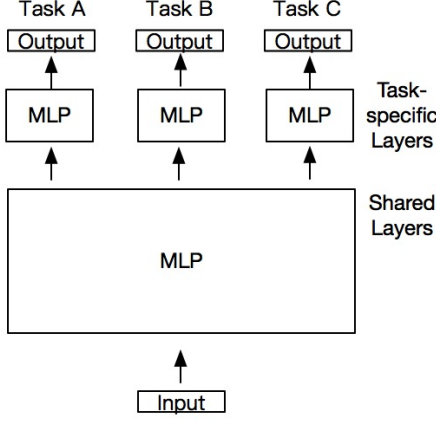 Task A Task B Task C
Output Output Output
MLP MLP MLP
Task-
specific
Layers
Shared
Layers
MLP
Input